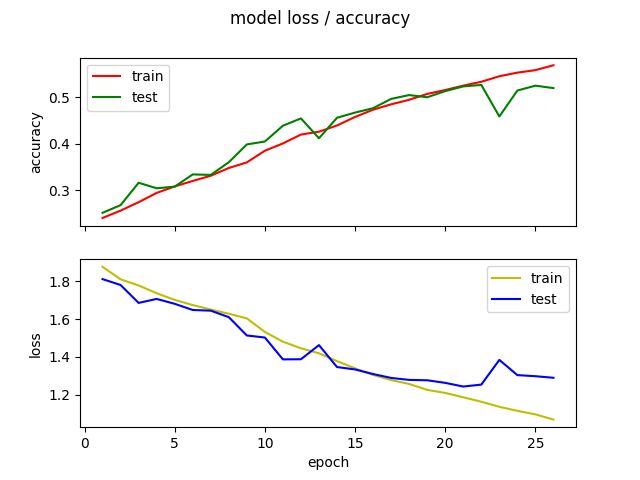 model loss / accuracy
train
test
accuracy
0.5
0.4
0.3
train
test
loss
1.8
1.6
1.4
1.2
0 5 10 15 20 25
epoch